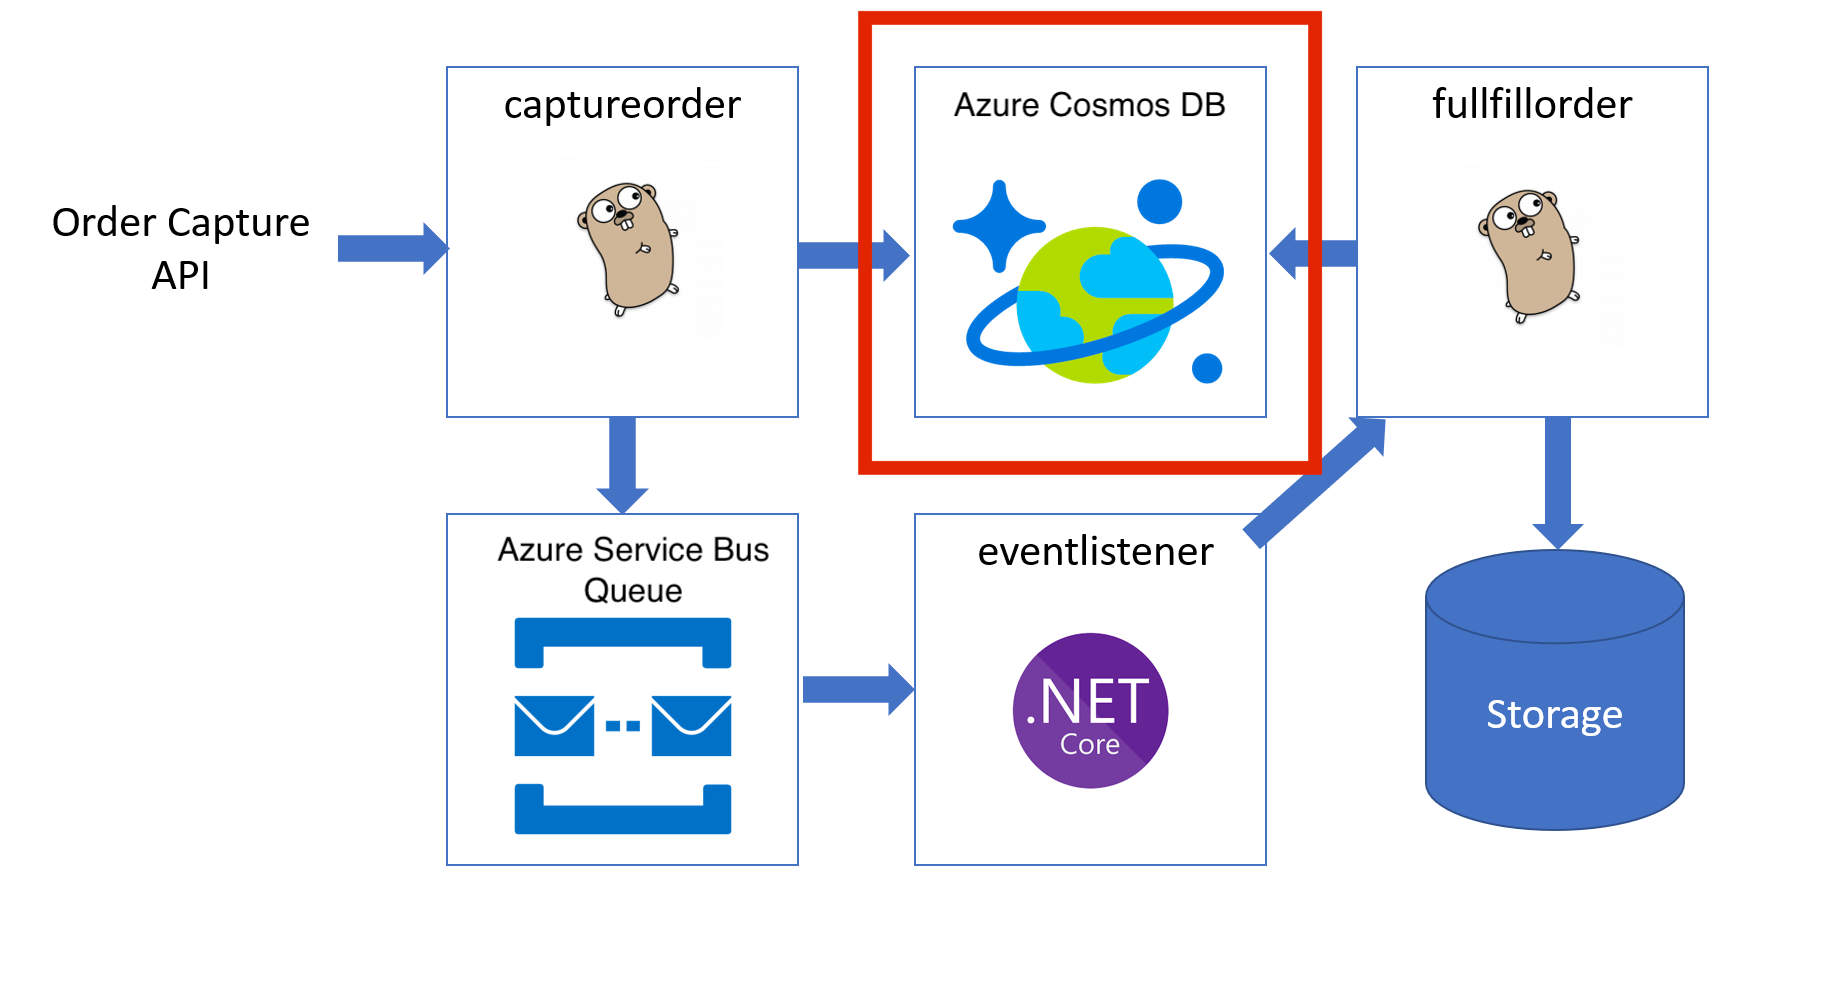 captureorder
Azure Cosmos DB
fullfillorder
Order Capture
API
Azure Service Bus
Queue
eventlistener
.NET
Core
Storage